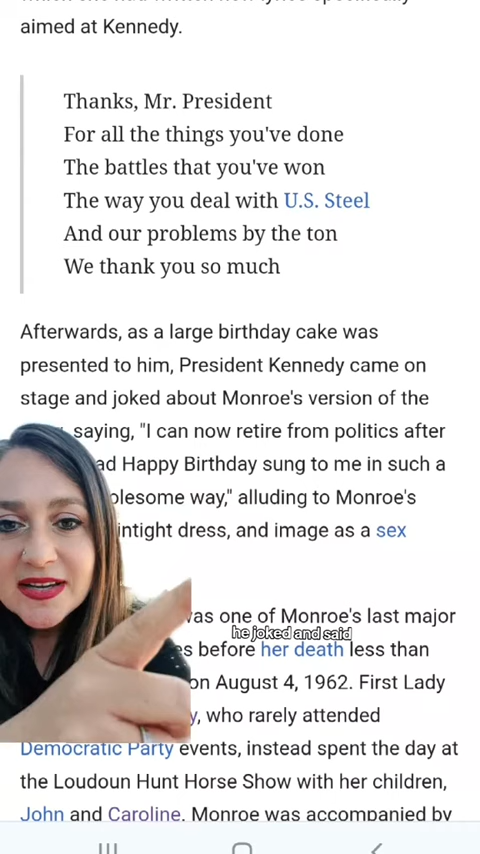 aimed at Kennedy.
Thanks, Mr. President
For all the things you've done
The battles that you've won
The way you deal with U.S. Steel
And our problems by the ton
We thank you so much
Afterwards, as a large birthday cake was
presented to him, President Kennedy came on
stage and joked about Monroe's version of the
saying, "I can now retire from politics after
ad Happy Birthday sung to me in such a
olesome way," alluding to Monroe's
intight dress, and image as a sex
as one of Monroe's last major
he joked and said
s before her death less than
on August 4, 1962. First Lady
y, who rarely attended
Democratic Party events, instead spent the day at
the Loudoun Hunt Horse Show with her children,
John and Caroline. Monroe was accompanied by